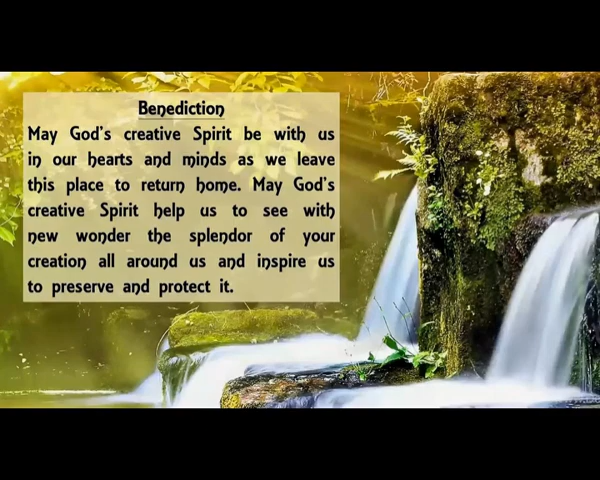 Benediction
May God's creative Spirit be with us
in our hearts and minds as we leave
this place to return home. May God's
creative Spirit help us to see with
new wonder the splendor of your
creation all around us and inspire us
to preserve and protect it.